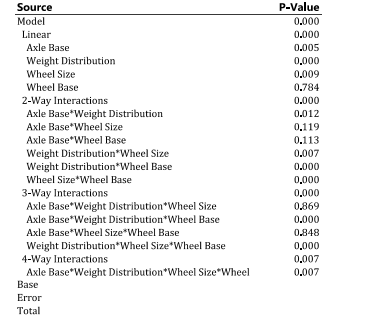 Source P-Value
Model 0.000
Linear 0.000
Axle Base 0.005
Weight Distribution 0.000
Wheel Size 0.009
Wheel Base 0.784
2-Way Interactions 0.000
Axle Base*Weight Distribution 0.012
Axle Base*Wheel Size 0.119
Axle Base*Wheel Base 0.113
Weight Distribution*Wheel Size 0.007
Weight Distribution*Wheel Base 0.000
Wheel Size*Wheel Base 0.000
3-Way Interactions 0.000
Axle Base*Weight Distribution*Wheel Size 0.869
Axle Base*Weight Distribution*Wheel Base 0.000
Axle Base*Wheel Size*Wheel Base 0.848
Weight Distribution*Wheel Size*Wheel Base 0.000
4-Way Interactions 0.007
Axle Base*Weight Distribution*Wheel Size*Wheel 0.007
Base
Error
Total